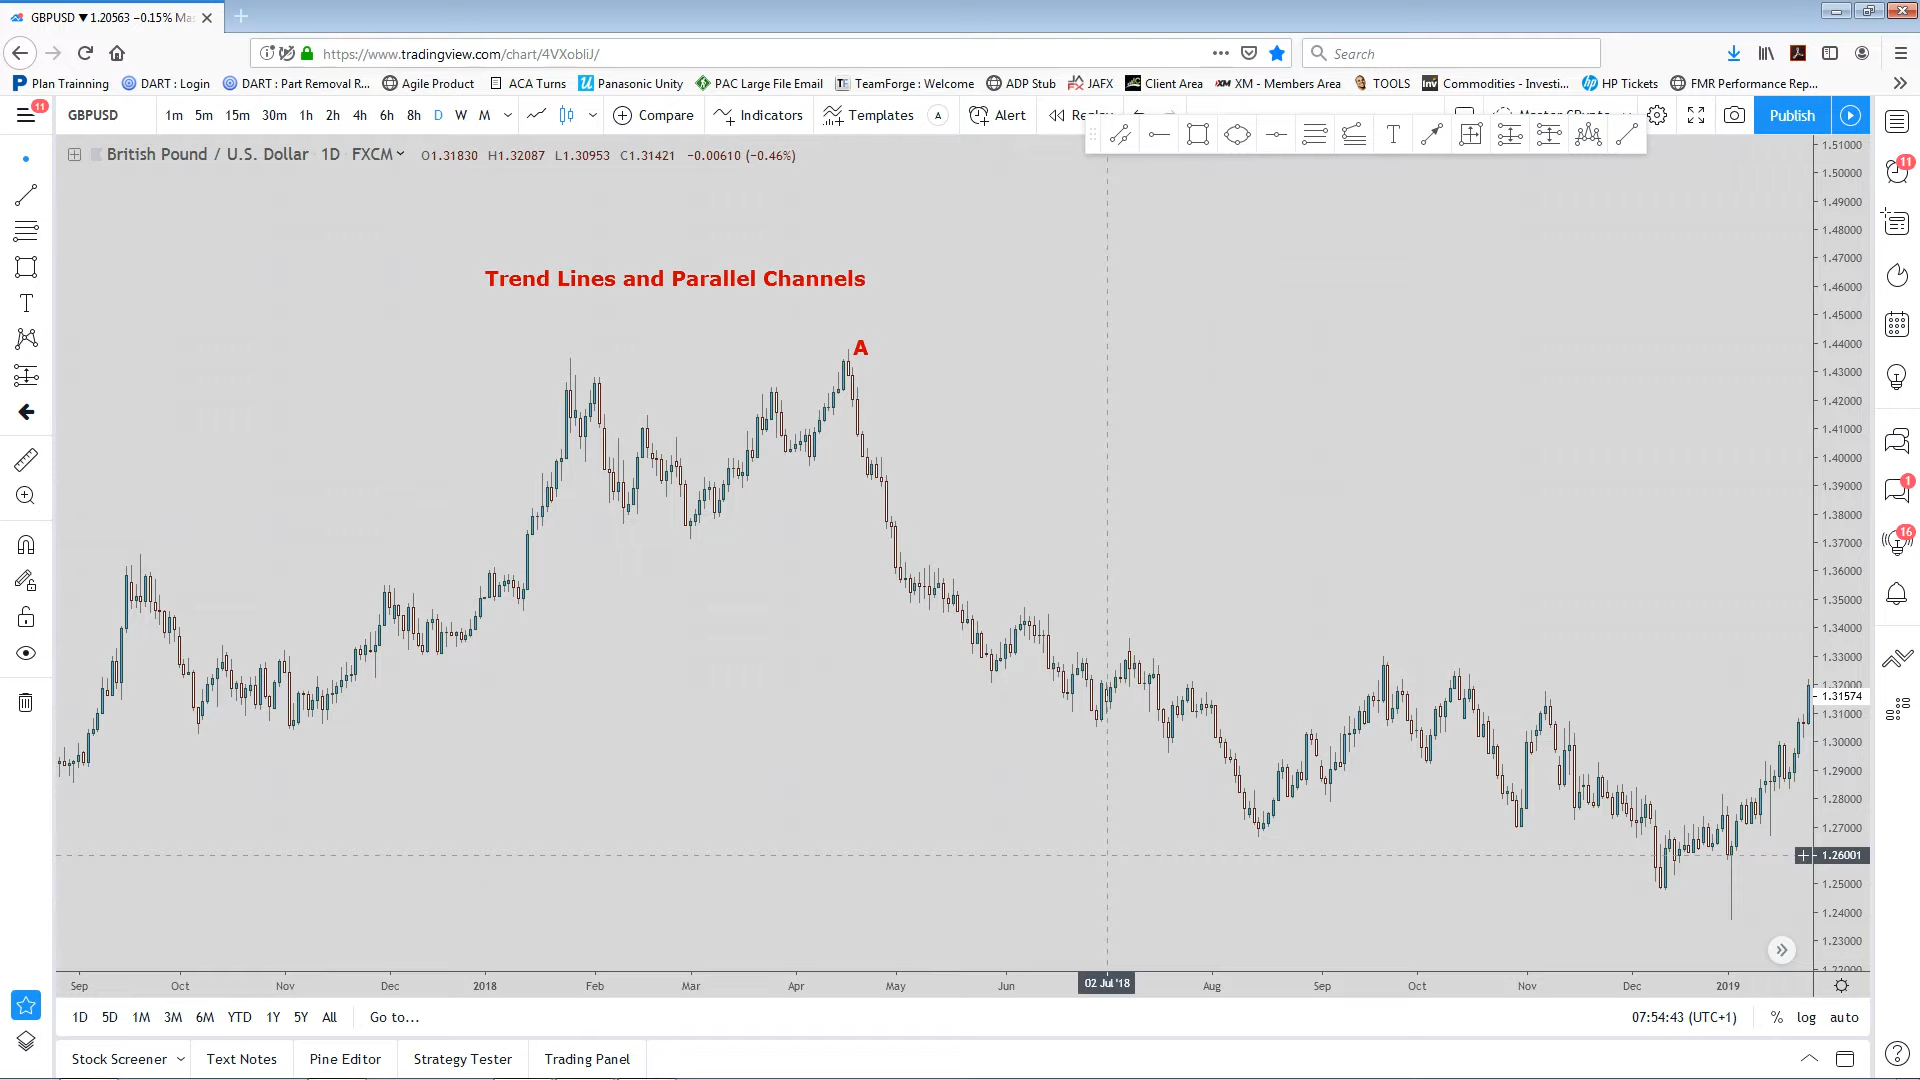 GBPUSD ▼ 1.20563 −0.15% Ma
https://www.tradingview.com/chart/4VXobliJ/
Search
Plan Trainning
DART : Login
DART : Part Removal R...
Agile Product
ACA Turns
Panasonic Unity
PAC Large File Email
TeamForge : Welcome
ADP Stub
JAFX
Client Area
XM - Members Area
TOOLS
Commodities - Investi...
HP Tickets
FMR Performance Rep...
11
GBPUSD
1m 5m 15m 30m 1h 2h 4h 6h 8h D W M
Compare
Indicators
Templates
A
Alert
Publish
British Pound / U.S. Dollar 1D FXCM
O1.31830 H1.32087 L1.30953 C1.31421 −0.00610 (−0.46%)
T
11
1
16
Trend Lines and Parallel Channels
A
1.51000
1.50000
1.49000
1.48000
1.47000
1.46000
1.45000
1.44000
1.43000
1.42000
1.41000
1.40000
1.39000
1.38000
1.37000
1.36000
1.35000
1.34000
1.33000
1.32000
1.31574
1.31000
1.30000
1.29000
1.28000
1.27000
1.26001
1.25000
1.24000
1.23000
1.22000
Sep Oct Nov Dec 2018 Feb Mar Apr May Jun 02 Jul '18 Aug Sep Oct Nov Dec 2019
1D 5D 1M 3M 6M YTD 1Y 5Y All Go to...
07:54:43 (UTC+1) % log auto
Stock Screener Text Notes Pine Editor Strategy Tester Trading Panel